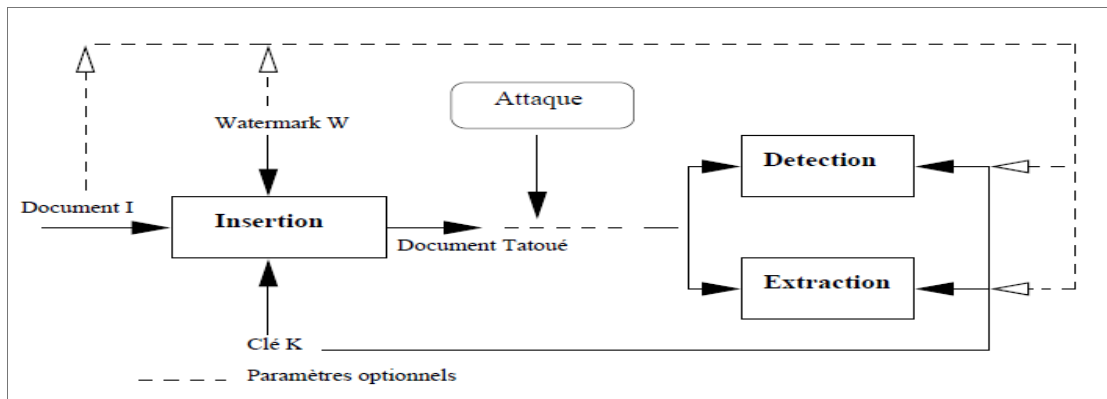 Attaque
Watermark W
Detection
Document I
Insertion
Document Tatoué
Extraction
Clé K
Paramètres optionnels